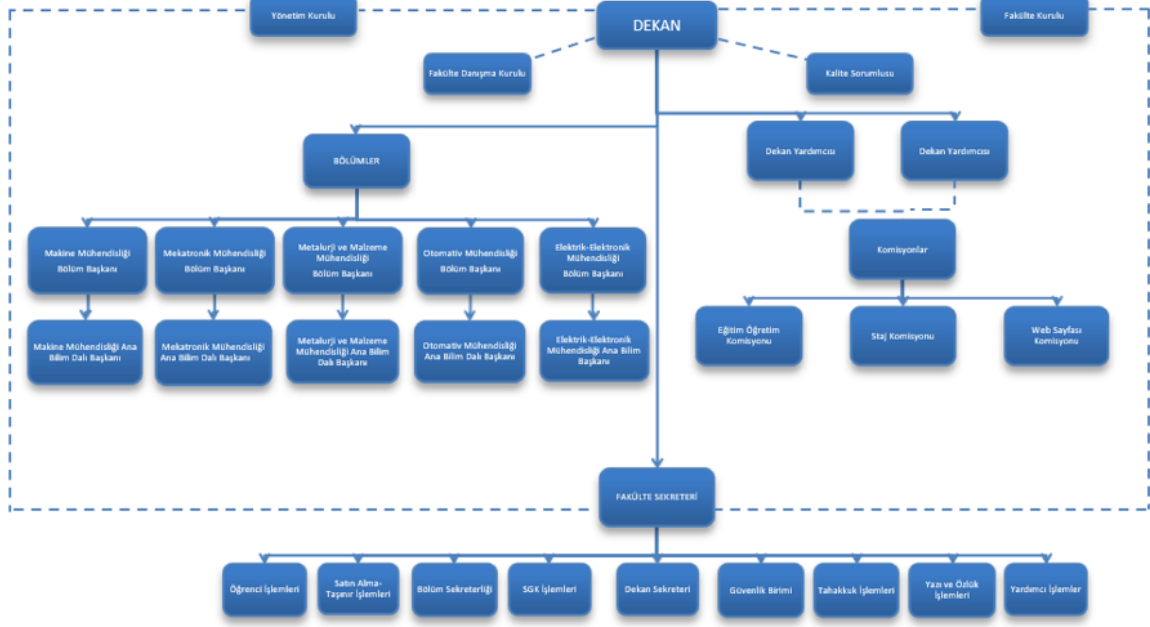 Yönetim Kurulu
DEKAN
Fakülte Kurulu
Fakülte Danışma Kurulu
Kalite Sorumlusu
BÖLÜMLER
Dekan Yardımcısı
Dekan Yardımcısı
Makine Mühendisliği
Bölüm Başkanı
Mekatronik Mühendisliği
Bölüm Başkanı
Metalurji ve Malzeme
Mühendisliği
Bölüm Başkanı
Otomativ Mühendisliği
Bölüm Başkanı
Elektrik-Elektronik
Mühendisliği
Bölüm Başkanı
Komisyonlar
Makine Mühendisliği Ana
Bilim Dalı Başkanı
Mekatronik Mühendisliği
Ana Bilim Dalı Başkanı
Metalurji ve Malzeme
Mühendisliği Ana Bilim
Dalı Başkanı
Otomativ Mühendisliği
Ana Bilim Dalı Başkanı
Elektrik-Elektronik
Mühendisliği Ana Bilim
Başkanı
Eğitim Öğretim
Komisyonu
Staj Komisyonu
Web Sayfası
Komisyonu
FAKÜLTE SEKRETERİ
Öğrenci İşlemleri
Satın Alma-
Taşınır İşlemleri
Bölüm Sekreterliği
SGK İşlemleri
Dekan Sekreteri
Güvenlik Birimi
Tahakkuk İşlemleri
Yazı ve Özlük
İşlemleri
Yardımcı İşlemler